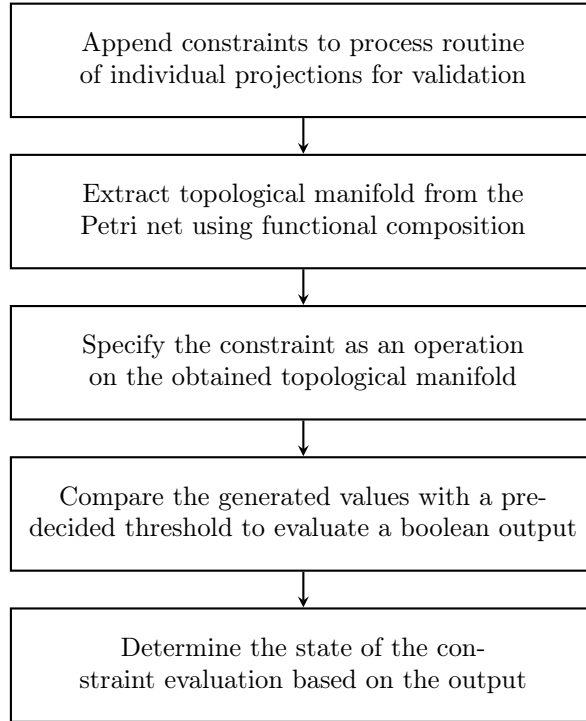 Append constraints to process routine
of individual projections for validation
Extract topological manifold from the
Petri net using functional composition
Specify the constraint as an operation
on the obtained topological manifold
Compare the generated values with a pre-
decided threshold to evaluate a boolean output
Determine the state of the con-
straint evaluation based on the output